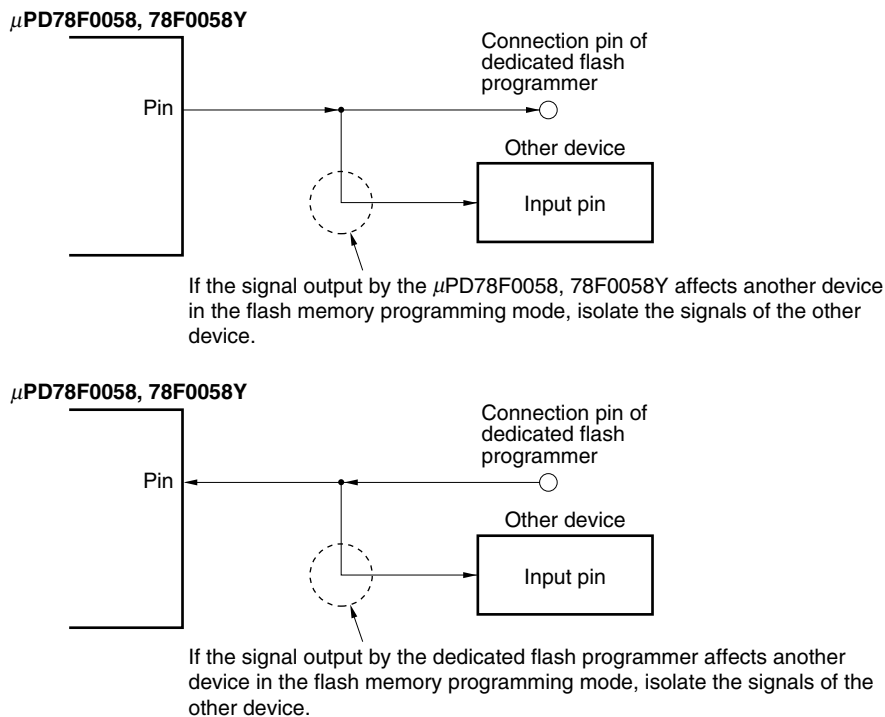 μPD78F0058, 78F0058Y
Connection pin of
dedicated flash
programmer
Pin
Other device
Input pin
If the signal output by the μPD78F0058, 78F0058Y affects another device
in the flash memory programming mode, isolate the signals of the other
device.
μPD78F0058, 78F0058Y
Connection pin of
dedicated flash
programmer
Pin
Other device
Input pin
If the signal output by the dedicated flash programmer affects another
device in the flash memory programming mode, isolate the signals of the
other device.